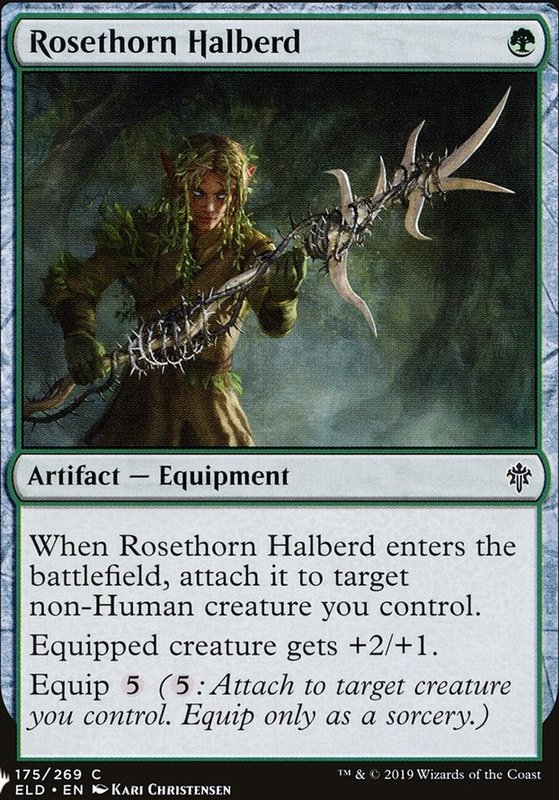 Rosethorn Halberd
Artifact — Equipment
When Rosethorn Halberd enters the
battlefield, attach it to target
non-Human creature you control.
Equipped creature gets +2/+1.
Equip 5 (5: Attach to target creature
you control. Equip only as a sorcery.)
175/269 C
ELD • EN Kari Christensen
™ & © 2019 Wizards of the Coast